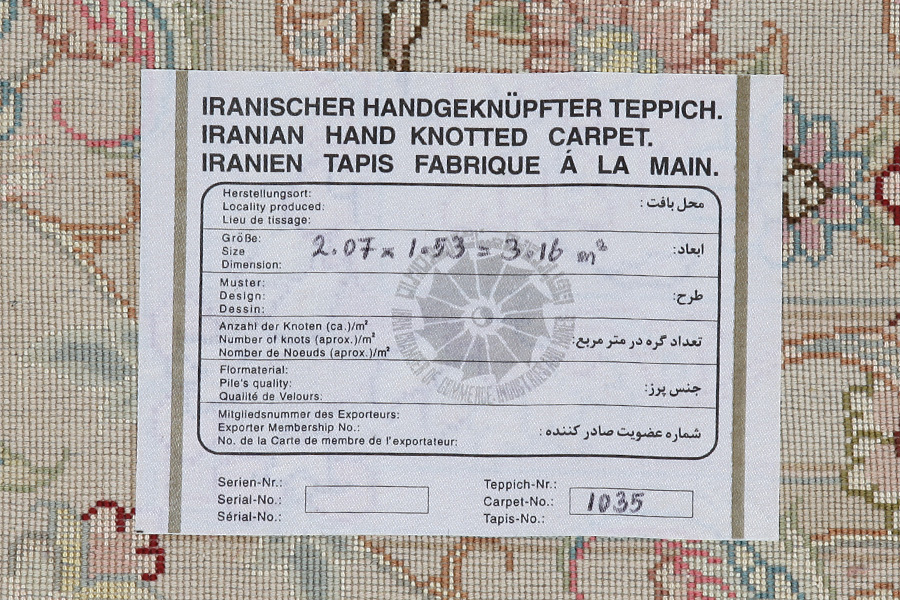 IRANISCHER HANDGEKNÜPFTER TEPPICH.
IRANIAN HAND KNOTTED CARPET.
IRANIEN TAPIS FABRIQUE Á LA MAIN.
Herstellungsort:
Locality produced:
Lieu de tissage:
محل بافت :
Größe:
Size
Dimension:
2.07 x 1.53 = 3.16 m²
ابعاد:
Muster:
Design:
Dessin:
طرح:
Anzahl der Knoten (ca.)/m²
Number of knots (aprox.)/m²
Nombre de Noeuds (aprox.)/m²
تعداد گره در متر مربع:
Flormaterial:
Pile's quality:
Qualité de Velours:
جنس پرز:
Mitgliedsnummer des Exporteurs:
Exporter Membership No.:
No. de la Carte de membre de l'exportateur:
شماره عضویت صادر کننده :
Serien-Nr.:
Serial-No.:
Sérial-No.:
Teppich-Nr.:
Carpet-No.:
Tapis-No.:
1035